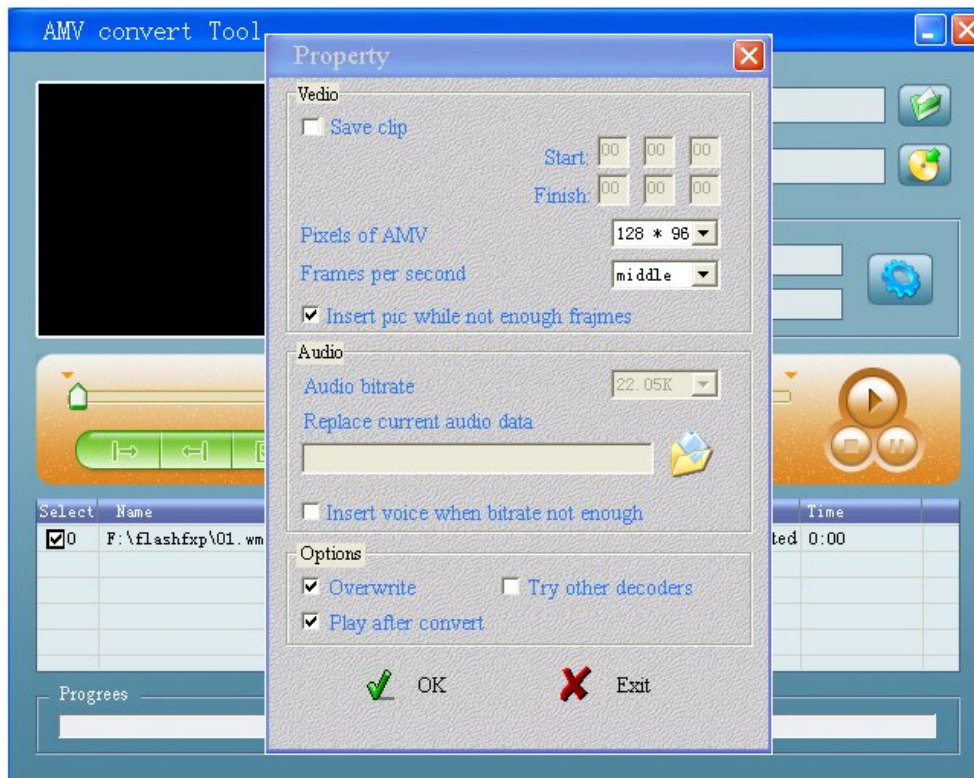 AMV convert Tool
Property
Vedio
Save clip
Start: 00 00 00
Finish: 00 00 00
Pixels of AMV 128 * 96
Frames per second middle
Insert pic while not enough frajmes
Audio
Audio bitrate 22.05K
Replace current audio data
Insert voice when bitrate not enough
Select Name Time
0 F:\flashfxp\01.wm ted 0:00
Options
Overwrite Try other decoders
Play after convert
OK Exit
Progrees